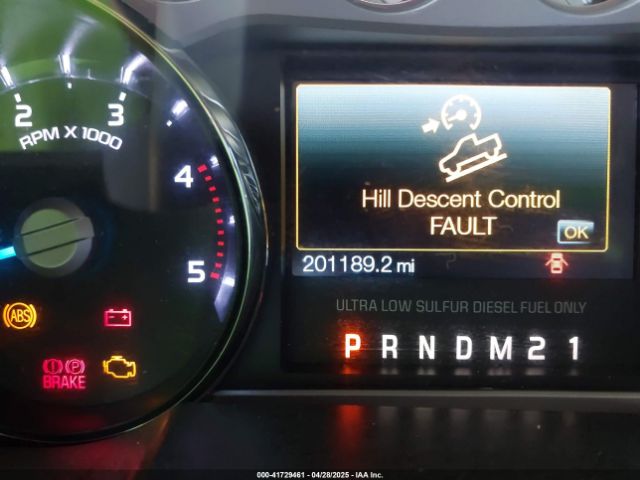 2 3
RPM X 1000
4
5
Hill Descent Control
FAULT
OK
201189.2 mi
ULTRA LOW SULFUR DIESEL FUEL ONLY
P R N D M 2 1
ABS
P
BRAKE
000-41729461 - 04/28/2025 - IAA Inc.